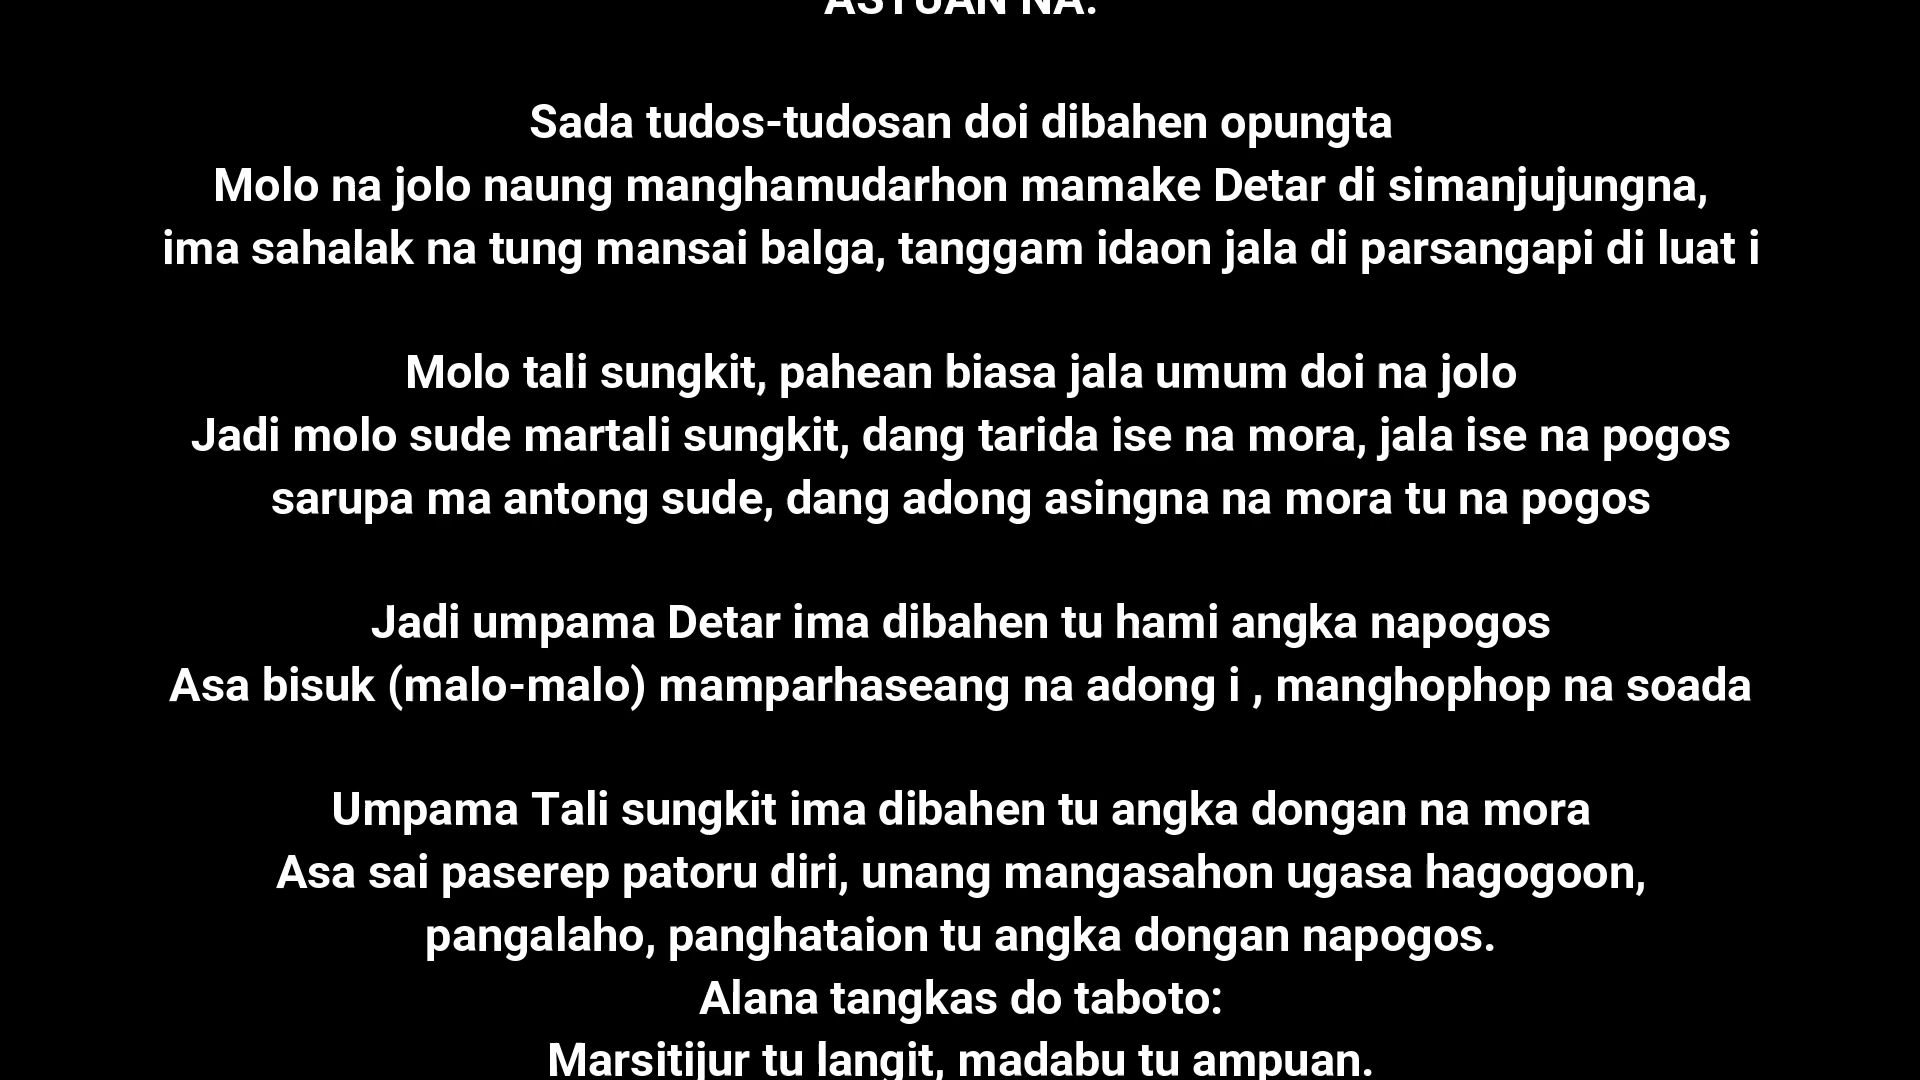 NA:
Sada tudos-tudosan doi dibahen opungta
Molo na jolo naung manghamudarhon mamake Detar di simanjujungna,
ima sahalak na tung mansai balga, tanggam idaon jala di parsangapi di luat i
Molo tali sungkit, pahean biasa jala umum doi na jolo
Jadi molo sude martali sungkit, dang tarida ise na mora, jala ise na pogos
sarupa ma antong sude, dang adong asingna na mora tu na pogos
Jadi umpama Detar ima dibahen tu hami angka napogos
Asa bisuk (malo-malo) mamparhaseang na adong i , manghophop na soada
Umpama Tali sungkit ima dibahen tu angka dongan na mora
Asa sai paserep patoru diri, unang mangasahon ugasa hagogoon,
pangalaho, panghataion tu angka dongan napogos.
Alana tangkas do taboto:
Marsitijur tu langit, madabu tu ampuan.